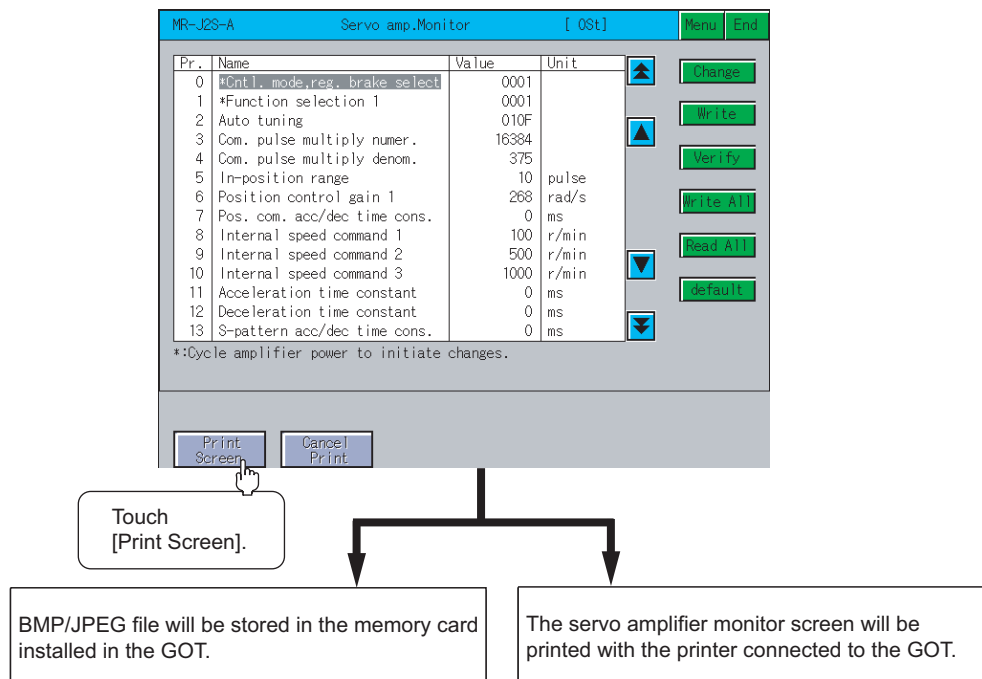 MR-J2S-A Servo amp.Monitor [ OSt] Menu End
Pr. Name Value Unit
0 *Cntl. mode,reg. brake select 0001
1 *Function selection 1 0001
2 Auto tuning 010F
3 Com. pulse multiply numer. 16384
4 Com. pulse multiply denom. 375
5 In-position range 10 pulse
6 Position control gain 1 268 rad/s
7 Pos. com. acc/dec time cons. 0 ms
8 Internal speed command 1 100 r/min
9 Internal speed command 2 500 r/min
10 Internal speed command 3 1000 r/min
11 Acceleration time constant 0 ms
12 Deceleration time constant 0 ms
13 S-pattern acc/dec time cons. 0 ms
*:Cycle amplifier power to initiate changes.
Change
Write
Verify
Write All
Read All
default
Print
Screen
Cancel
Print
Touch
[Print Screen].
BMP/JPEG file will be stored in the memory card
installed in the GOT.
The servo amplifier monitor screen will be
printed with the printer connected to the GOT.